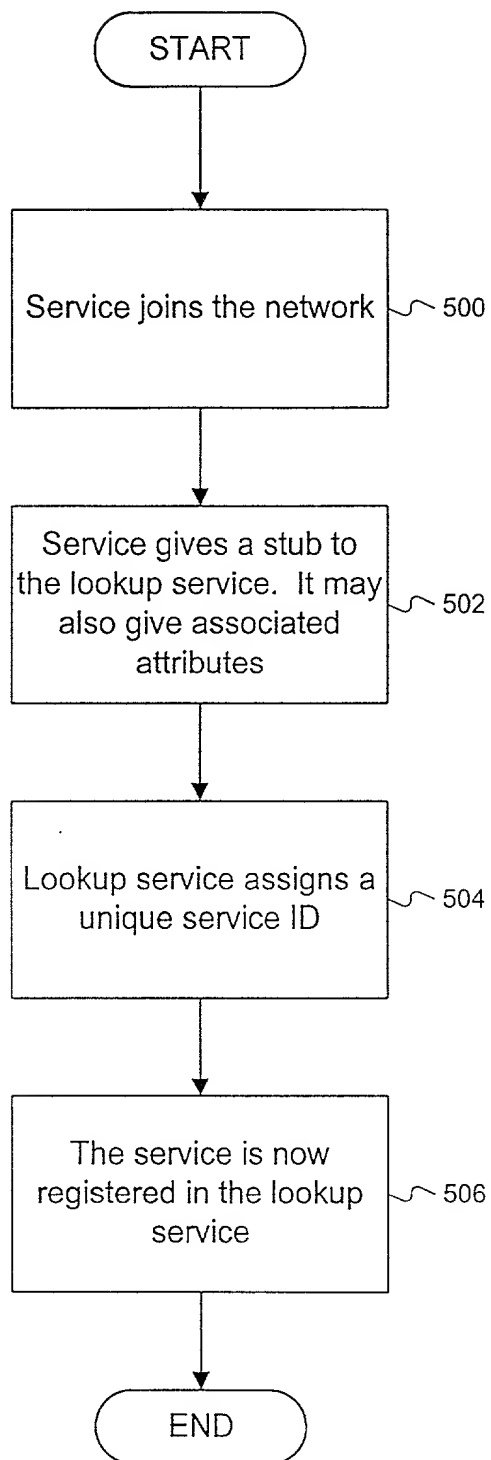 START
Service joins the network
500
Service gives a stub to
the lookup service.  It may
also give associated
attributes
502
Lookup service assigns a
unique service ID
504
The service is now
registered in the lookup
service
506
END